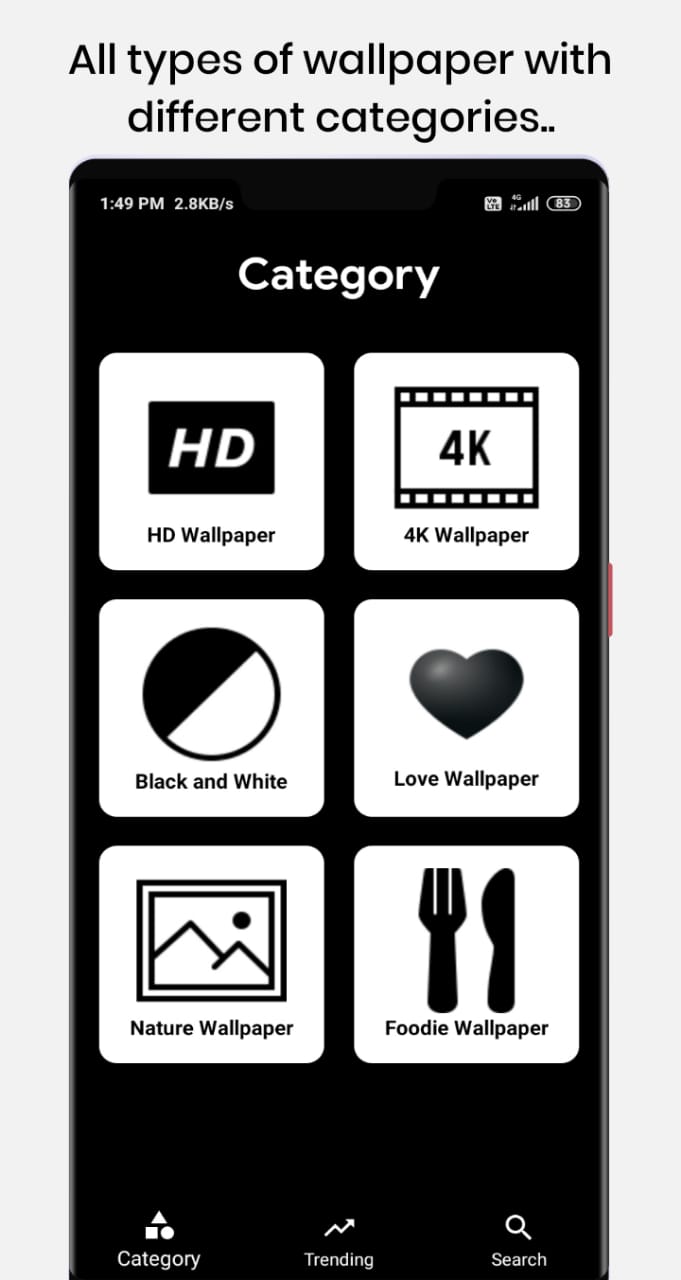 All types of wallpaper with
different categories..
1:49 PM 2.8KB/s
Vo LTE 4G 83
Category
HD 4K
HD Wallpaper 4K Wallpaper
Black and White Love Wallpaper
Nature Wallpaper Foodie Wallpaper
Category Trending Search